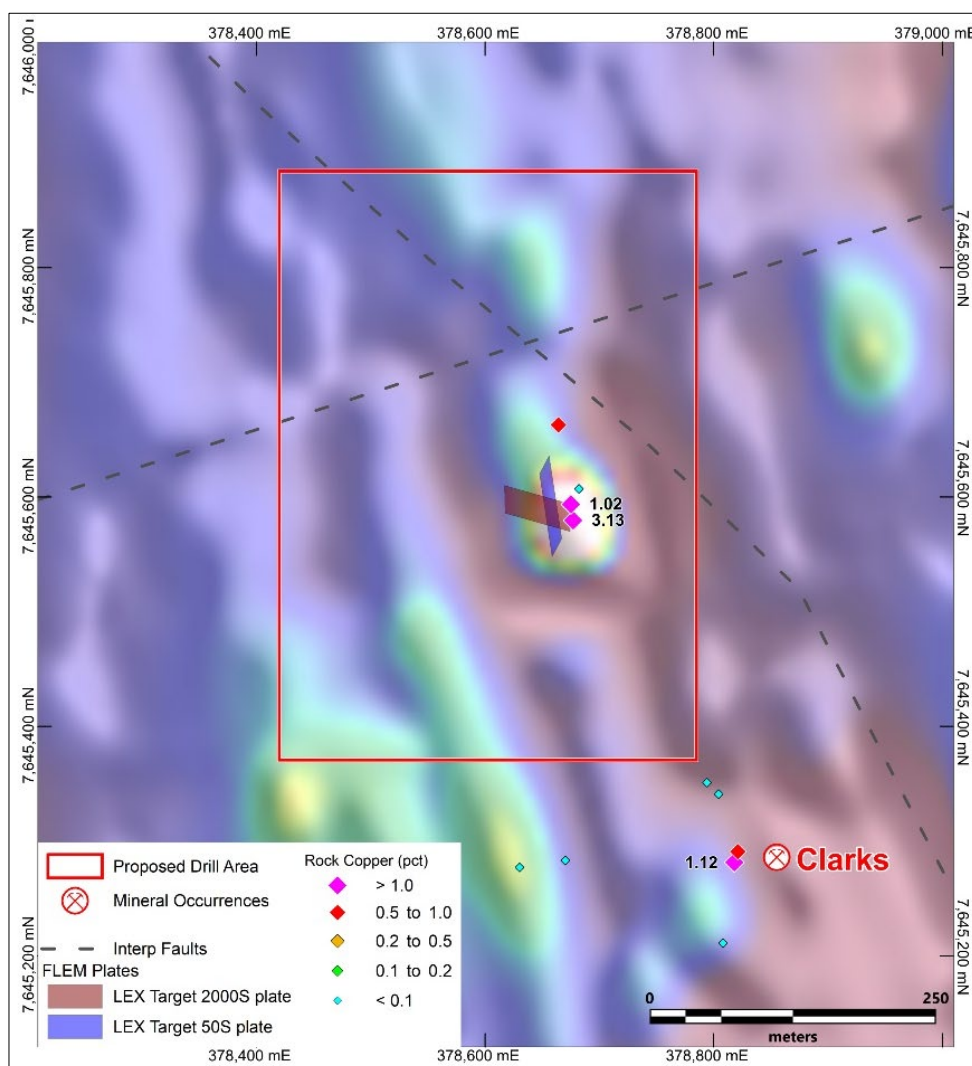 378,400 mE 378,600 mE 378,800 mE 379,000 mE
7,646,000 mN
7,645,800 mN
7,645,800 mN
7,645,600 mN
7,645,600 mN
1.02
3.13
7,645,400 mN
7,645,400 mN
1.12
Clarks
7,645,200 mN
7,645,200 mN
Proposed Drill Area
Mineral Occurrences
Interp Faults
FLEM Plates
LEX Target 2000S plate
LEX Target 50S plate
Rock Copper (pct)
> 1.0
0.5 to 1.0
0.2 to 0.5
0.1 to 0.2
< 0.1
0 250
meters
378,400 mE 378,600 mE 378,800 mE